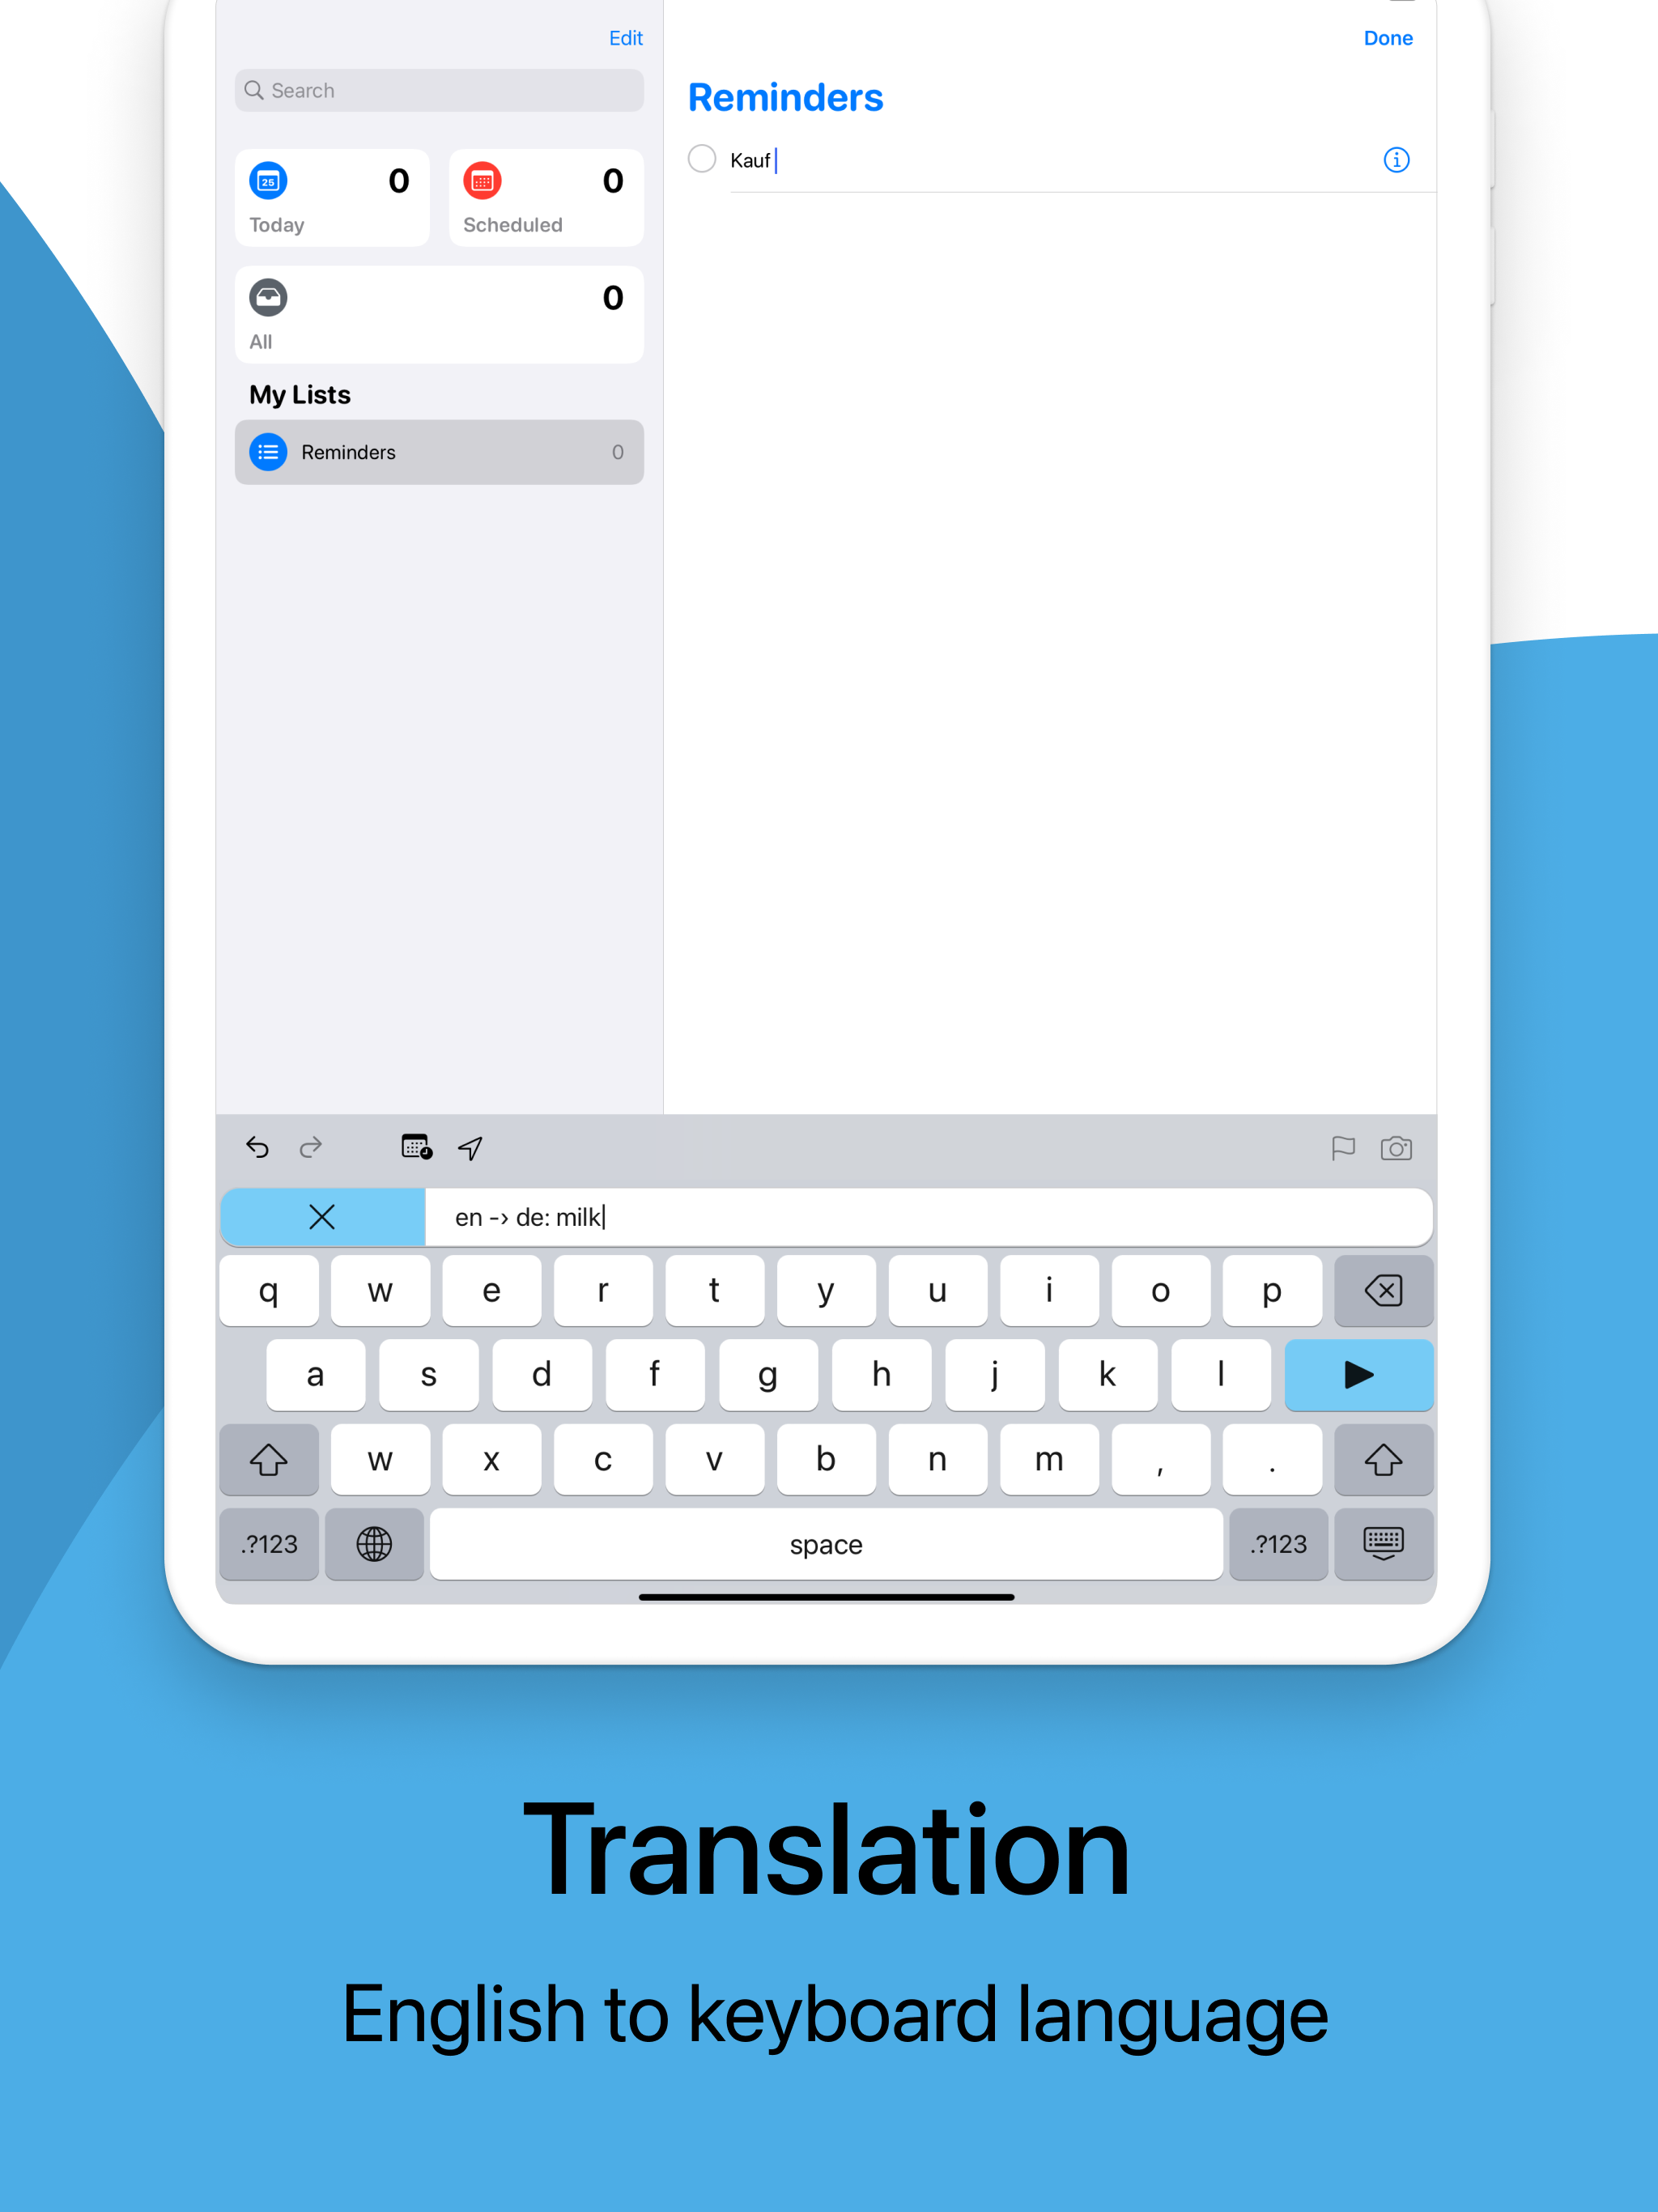 Edit
Done
Search
Reminders
Kauf
25
0
0
Today
Scheduled
0
All
My Lists
Reminders
0
en -› de: milk
q w e r t y u i o p
a s d f g h j k l
w x c v b n m , .
.?123
space
.?123
Translation
English to keyboard language